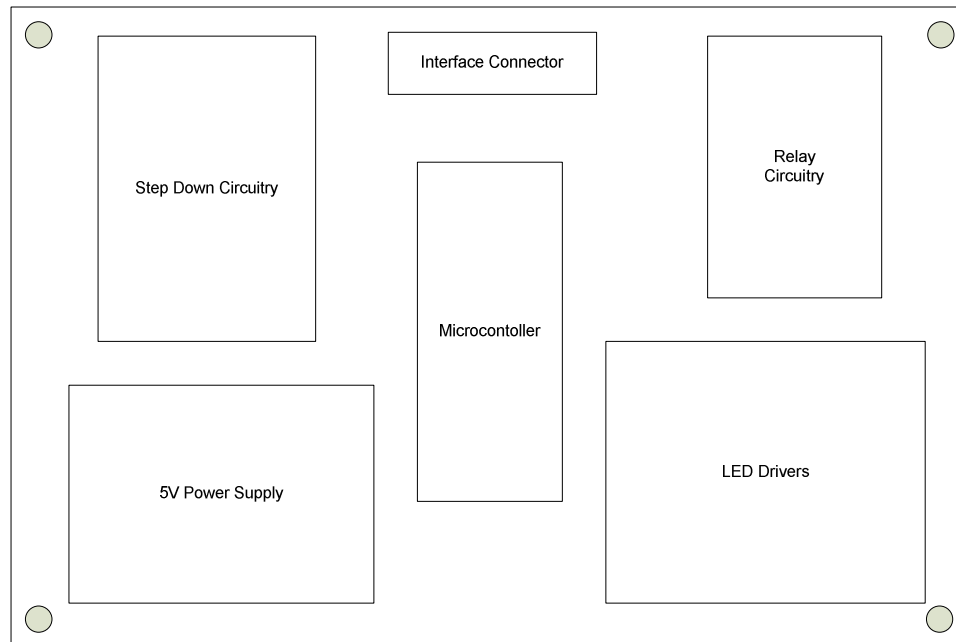 Interface Connector
Step Down Circuitry
Relay
Circuitry
Microcontoller
5V Power Supply
LED Drivers